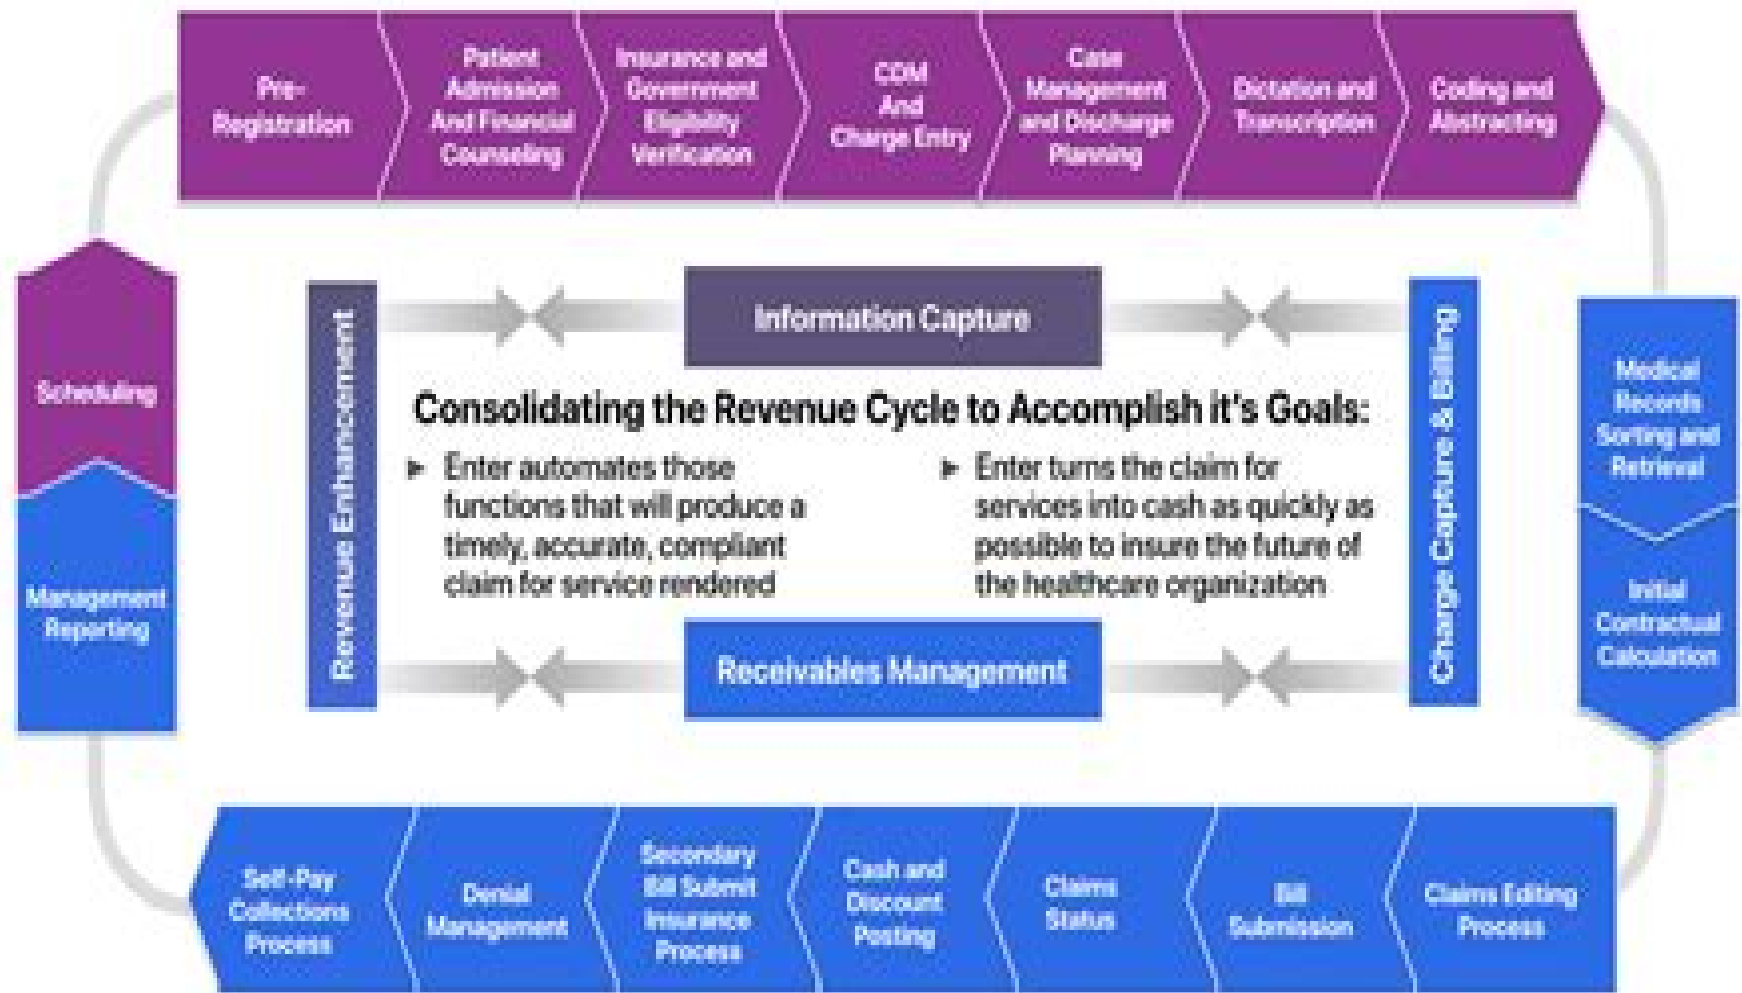 Pre-
Registration
Patient
Admission
And Financial
Counseling
Insurance and
Government
Eligibility
Verification
CDM
And
Charge Entry
Case
Management
and Discharge
Planning
Dictation and
Transcription
Coding and
Abstracting
Scheduling
Management
Reporting
Revenue Enhancement
Information Capture
Charge Capture & Billing
Consolidating the Revenue Cycle to Accomplish it's Goals:
► Enter automates those
functions that will produce a
timely, accurate, compliant
claim for service rendered
► Enter turns the claim for
services into cash as quickly as
possible to insure the future of
the healthcare organization
Receivables Management
Medical
Records
Sorting and
Retrieval
Initial
Contractual
Calculation
Self-Pay
Collections
Process
Denial
Management
Secondary
Bill Submit
Insurance
Process
Cash and
Discount
Posting
Claims
Status
Bill
Submission
Claims Editing
Process